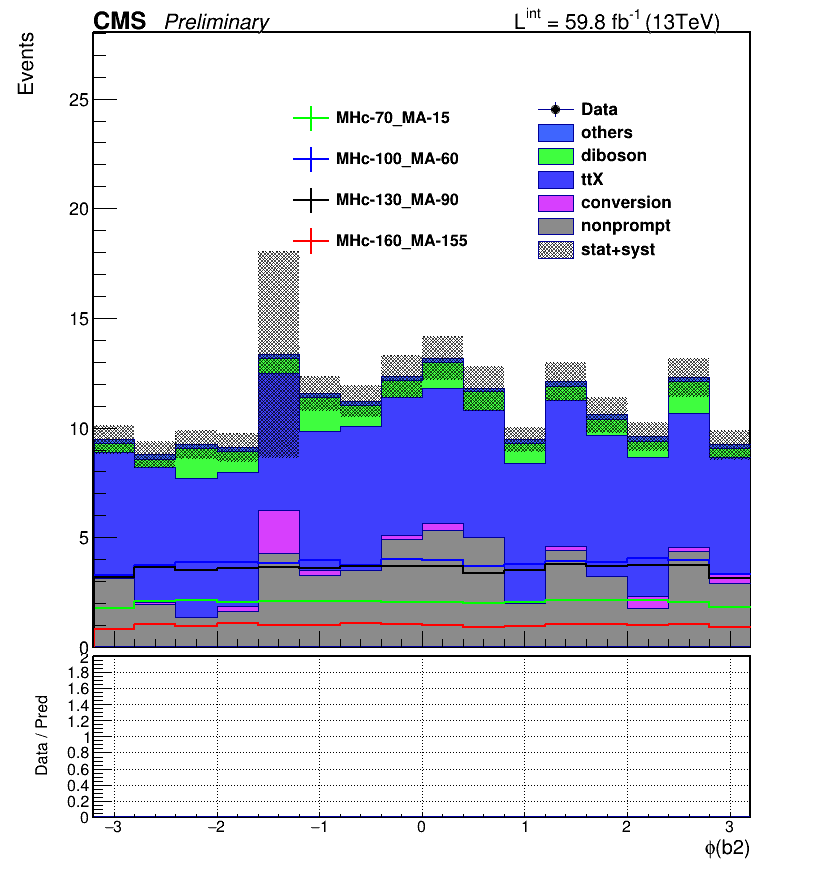 CMS Preliminary L^int = 59.8 fb^-1 (13TeV)
Events
25
20
15
10
5
0
MHc-70_MA-15
MHc-100_MA-60
MHc-130_MA-90
MHc-160_MA-155
Data
others
diboson
ttX
conversion
nonprompt
stat+syst
Data / Pred
2
1.8
1.6
1.4
1.2
1
0.8
0.6
0.4
0.2
0
−3 −2 −1 0 1 2 3
ϕ(b2)